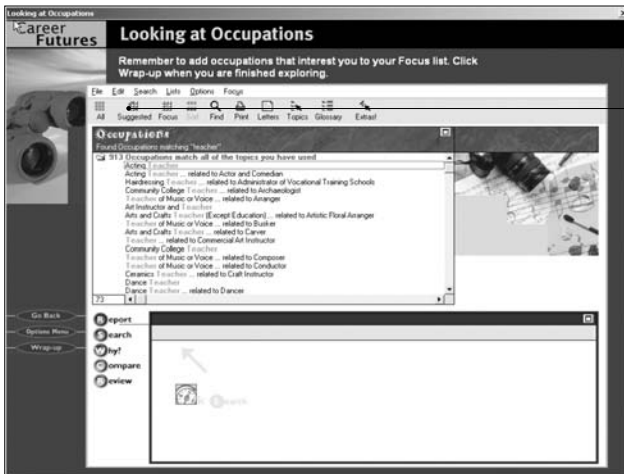 Looking at Occupations
Career
Futures
Looking at Occupations
Remember to add occupations that interest you to your Focus list. Click
Wrap-up when you are finished exploring.
File Edit Search Lists Options Focus
All Suggested Focus Find Print Letters Topics Glossary Extras!
Occupations
Found Occupations matching "teacher"
913 Occupations match all of the topics you have used
Acting Teacher
Acting Teacher ... related to Actor and Comedian
Hairdressing Teacher ... related to Administrator of Vocational Training Schools
Community College Teacher ... related to Archaeologist
Teacher of Music or Voice ... related to Arranger
Art Instructor and Teacher
Arts and Crafts Teacher (Except Education) ... related to Artistic Floral Arranger
Teacher of Music or Voice ... related to Busker
Arts and Crafts Teacher ... related to Carver
Teacher ... related to Commercial Art Instructor
Community College Teacher
Teacher of Music or Voice ... related to Composer
Teacher of Music or Voice ... related to Conductor
Ceramics Teacher ... related to Craft Instructor
Dance Teacher
Dance Teacher ... related to Dancer
73
Go Back
Options Menu
Wrap-up
Report
Search
Why?
Compare
Review
Search